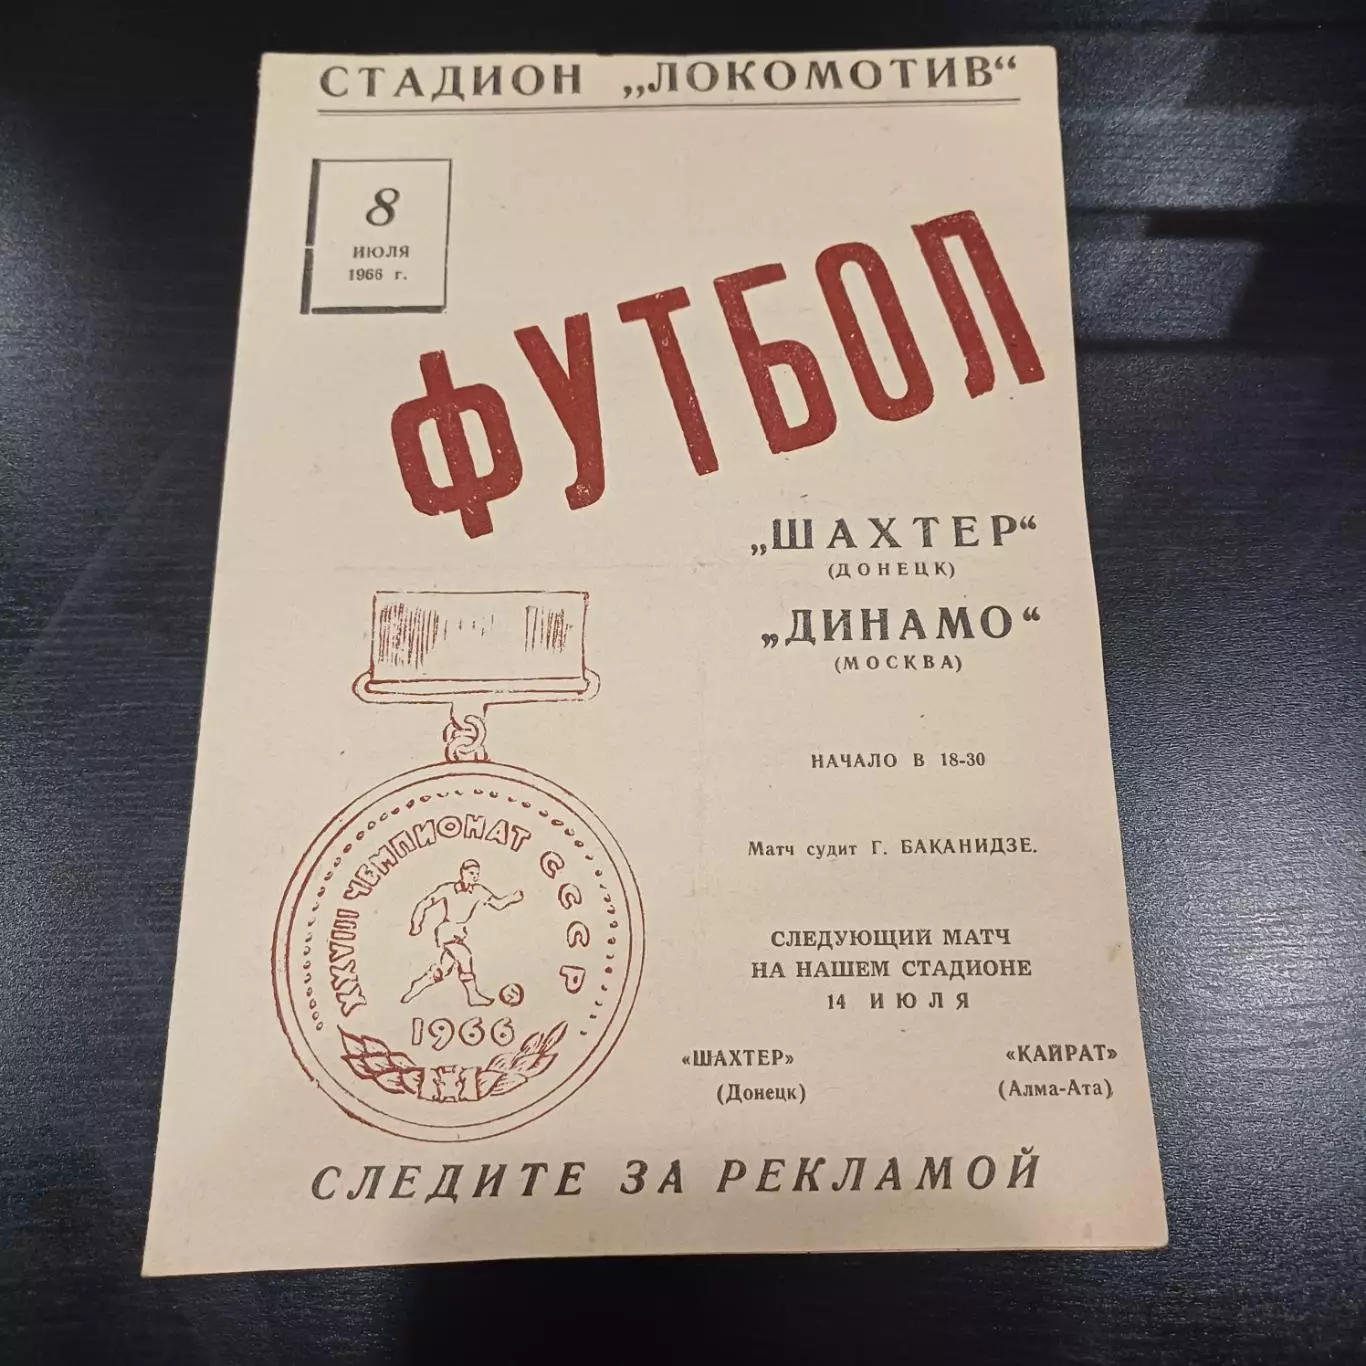 СТАДИОН „ЛОКОМОТИВ“
8
ИЮЛЯ
1966 г.
ФУТБОЛ
„ШАХТЕР“
(ДОНЕЦК)
„ДИНАМО“
(МОСКВА)
НАЧАЛО В 18-30
Матч судит Г. БАКАНИДЗЕ.
СЛЕДУЮЩИЙ МАТЧ
НА НАШЕМ СТАДИОНЕ
14 ИЮЛЯ
«ШАХТЕР» «КАЙРАТ»
(Донецк) (Алма-Ата)
XXVIII ЧЕМПИОНАТ СССР
1966
СЛЕДИТЕ ЗА РЕКЛАМОЙ